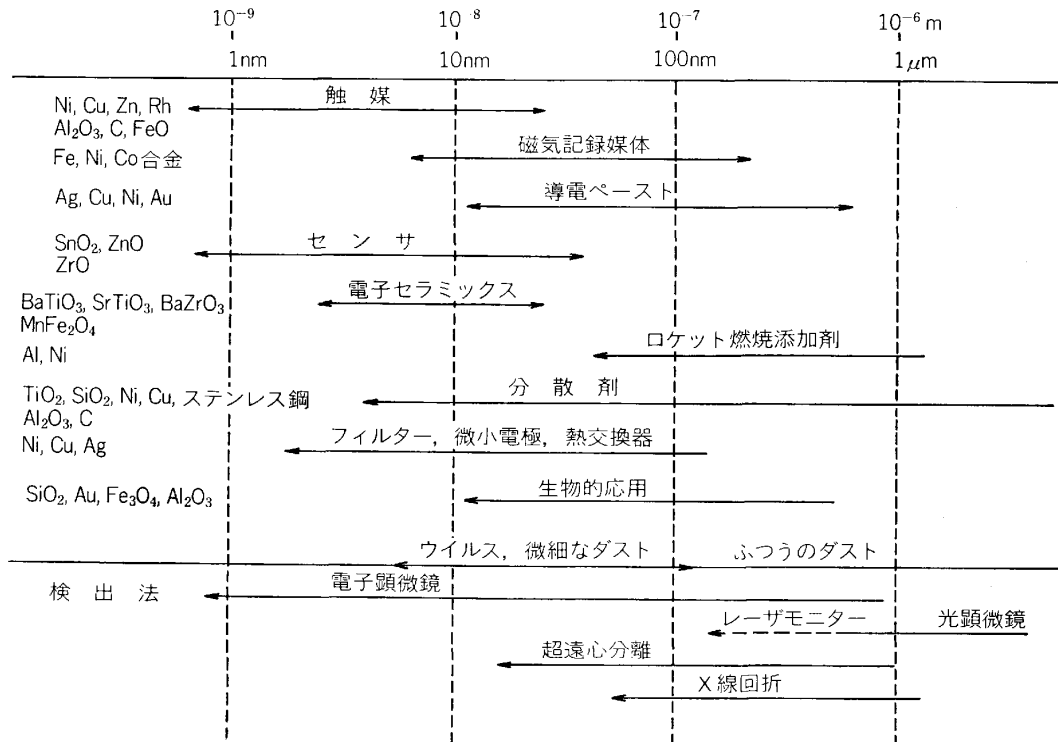 10⁻⁹ 10⁻⁸ 10⁻⁷ 10⁻⁶ m
1nm 10nm 100nm 1μm
触媒
Ni, Cu, Zn, Rh
Al₂O₃, C, FeO
磁気記録媒体
Fe, Ni, Co合金
導電ペースト
Ag, Cu, Ni, Au
センサ
SnO₂, ZnO
ZrO
電子セラミックス
BaTiO₃, SrTiO₃, BaZrO₃
MnFe₂O₄
ロケット燃焼添加剤
Al, Ni
分散剤
TiO₂, SiO₂, Ni, Cu, ステンレス鋼
Al₂O₃, C
フィルター, 微小電極, 熱交換器
Ni, Cu, Ag
生物的応用
SiO₂, Au, Fe₃O₄, Al₂O₃
ウイルス, 微細なダスト ふつうのダスト
検出法
電子顕微鏡
レーザモニター 光顕微鏡
超遠心分離
X線回折